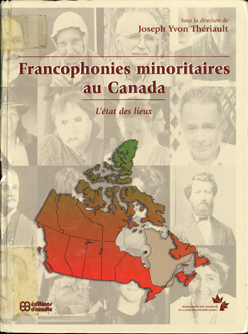 Sous la direction de
Joseph Yvon Thériault
Francophonies minoritaires
au Canada
L'état des lieux
éditions
d'acadie